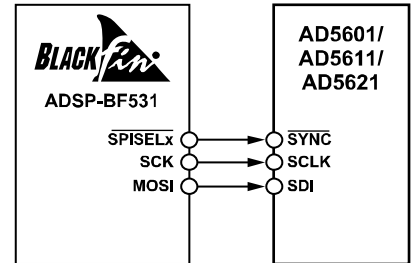 BLACKfin
ADSP-BF531
SPISELx
SCK
MOSI
AD5601/
AD5611/
AD5621
SYNC
SCLK
SDI